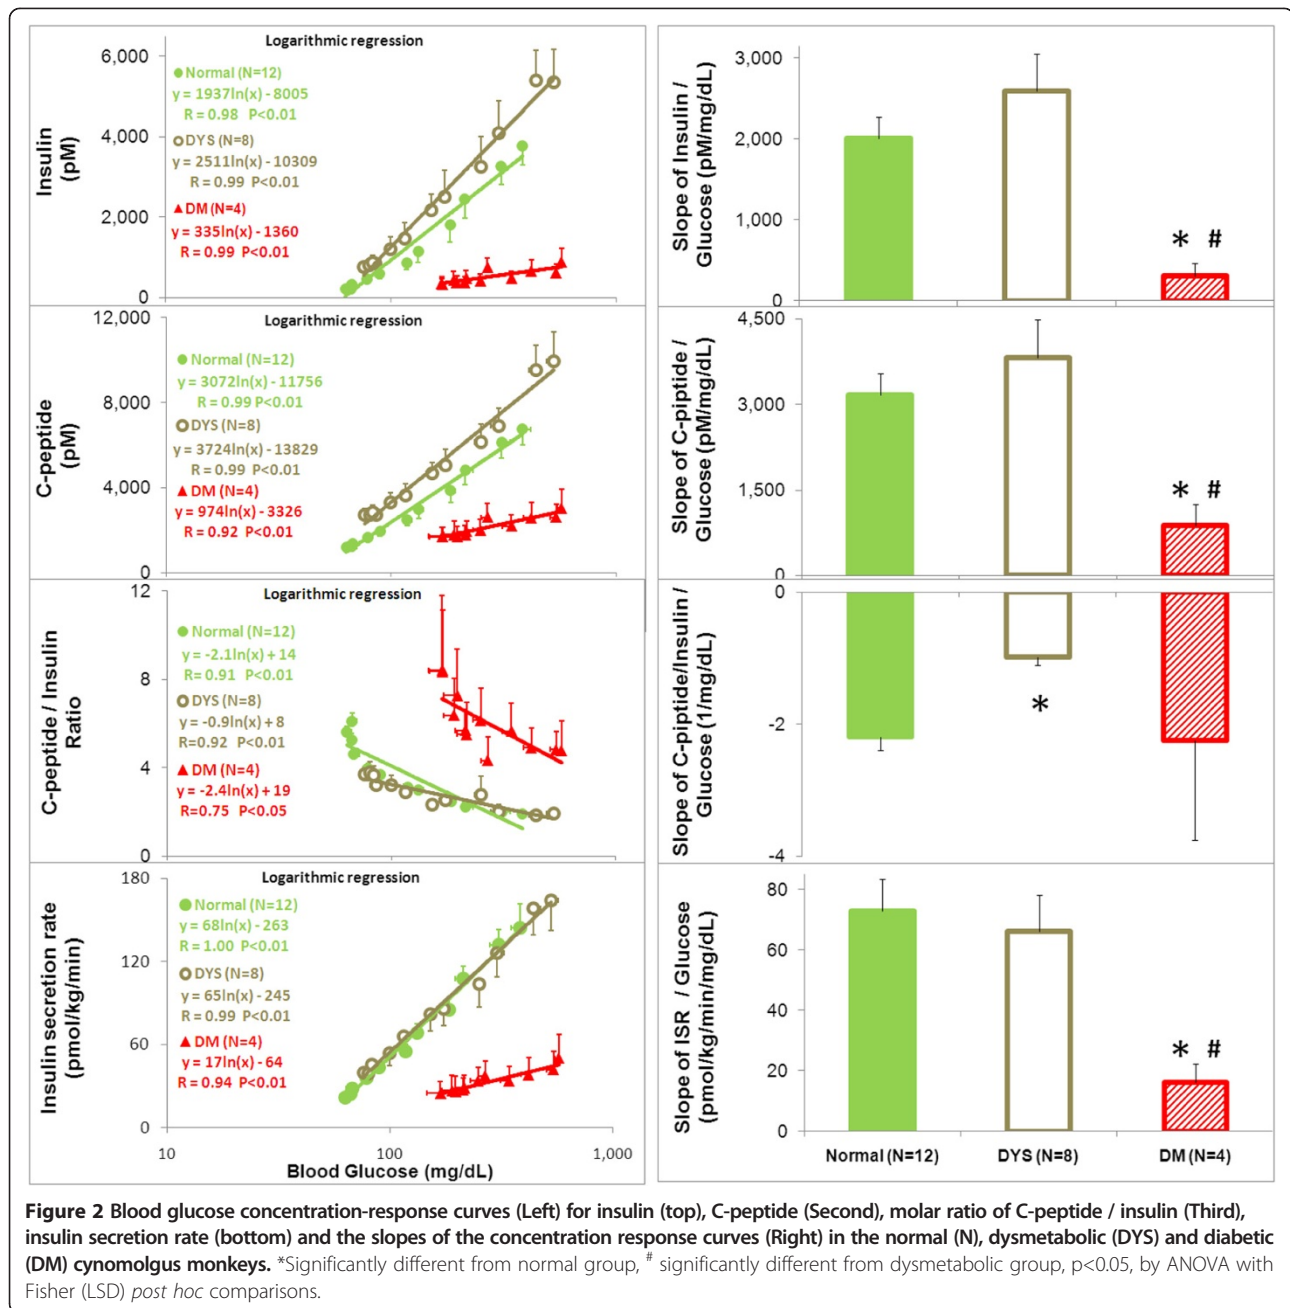 Logarithmic regression
6,000
4,000
2,000
0
Insulin
(pM)
Normal (N=12)
y = 1937ln(x) - 8005
R = 0.98 P<0.01
DYS (N=8)
y = 2511ln(x) - 10309
R = 0.99 P<0.01
DM (N=4)
y = 335ln(x) - 1360
R = 0.99 P<0.01
Logarithmic regression
12,000
8,000
4,000
0
C-peptide
(pM)
Normal (N=12)
y = 3072ln(x) - 11756
R = 0.99 P<0.01
DYS (N=8)
y = 3724ln(x) - 13829
R = 0.99 P<0.01
DM (N=4)
y = 974ln(x) - 3326
R = 0.92 P<0.01
Logarithmic regression
12
8
4
0
C-peptide / Insulin
Ratio
Normal (N=12)
y = -2.1ln(x) + 14
R= 0.91 P<0.01
DYS (N=8)
y = -0.9ln(x) + 8
R=0.92 P<0.01
DM (N=4)
y = -2.4ln(x) + 19
R=0.75 P<0.05
Logarithmic regression
180
120
60
0
Insulin secretion rate
(pmol/kg/min)
Normal (N=12)
y = 68ln(x) - 263
R = 1.00 P<0.01
DYS (N=8)
y = 65ln(x) - 245
R = 0.99 P<0.01
DM (N=4)
y = 17ln(x) - 64
R = 0.94 P<0.01
10
100
1,000
Blood Glucose (mg/dL)
3,000
2,000
1,000
0
Slope of Insulin /
Glucose (pM/mg/dL)
* #
4,500
3,000
1,500
0
Slope of C-piptide /
Glucose (pM/mg/dL)
* #
0
-2
-4
Slope of C-piptide/Insulin /
Glucose (1/mg/dL)
*
80
60
40
20
0
Slope of ISR / Glucose
(pmol/kg/min/mg/dL)
* #
Normal (N=12)
DYS (N=8)
DM (N=4)
Figure 2 Blood glucose concentration-response curves (Left) for insulin (top), C-peptide (Second), molar ratio of C-peptide / insulin (Third),
insulin secretion rate (bottom) and the slopes of the concentration response curves (Right) in the normal (N), dysmetabolic (DYS) and diabetic
(DM) cynomolgus monkeys. *Significantly different from normal group, # significantly different from dysmetabolic group, p<0.05, by ANOVA with
Fisher (LSD) post hoc comparisons.